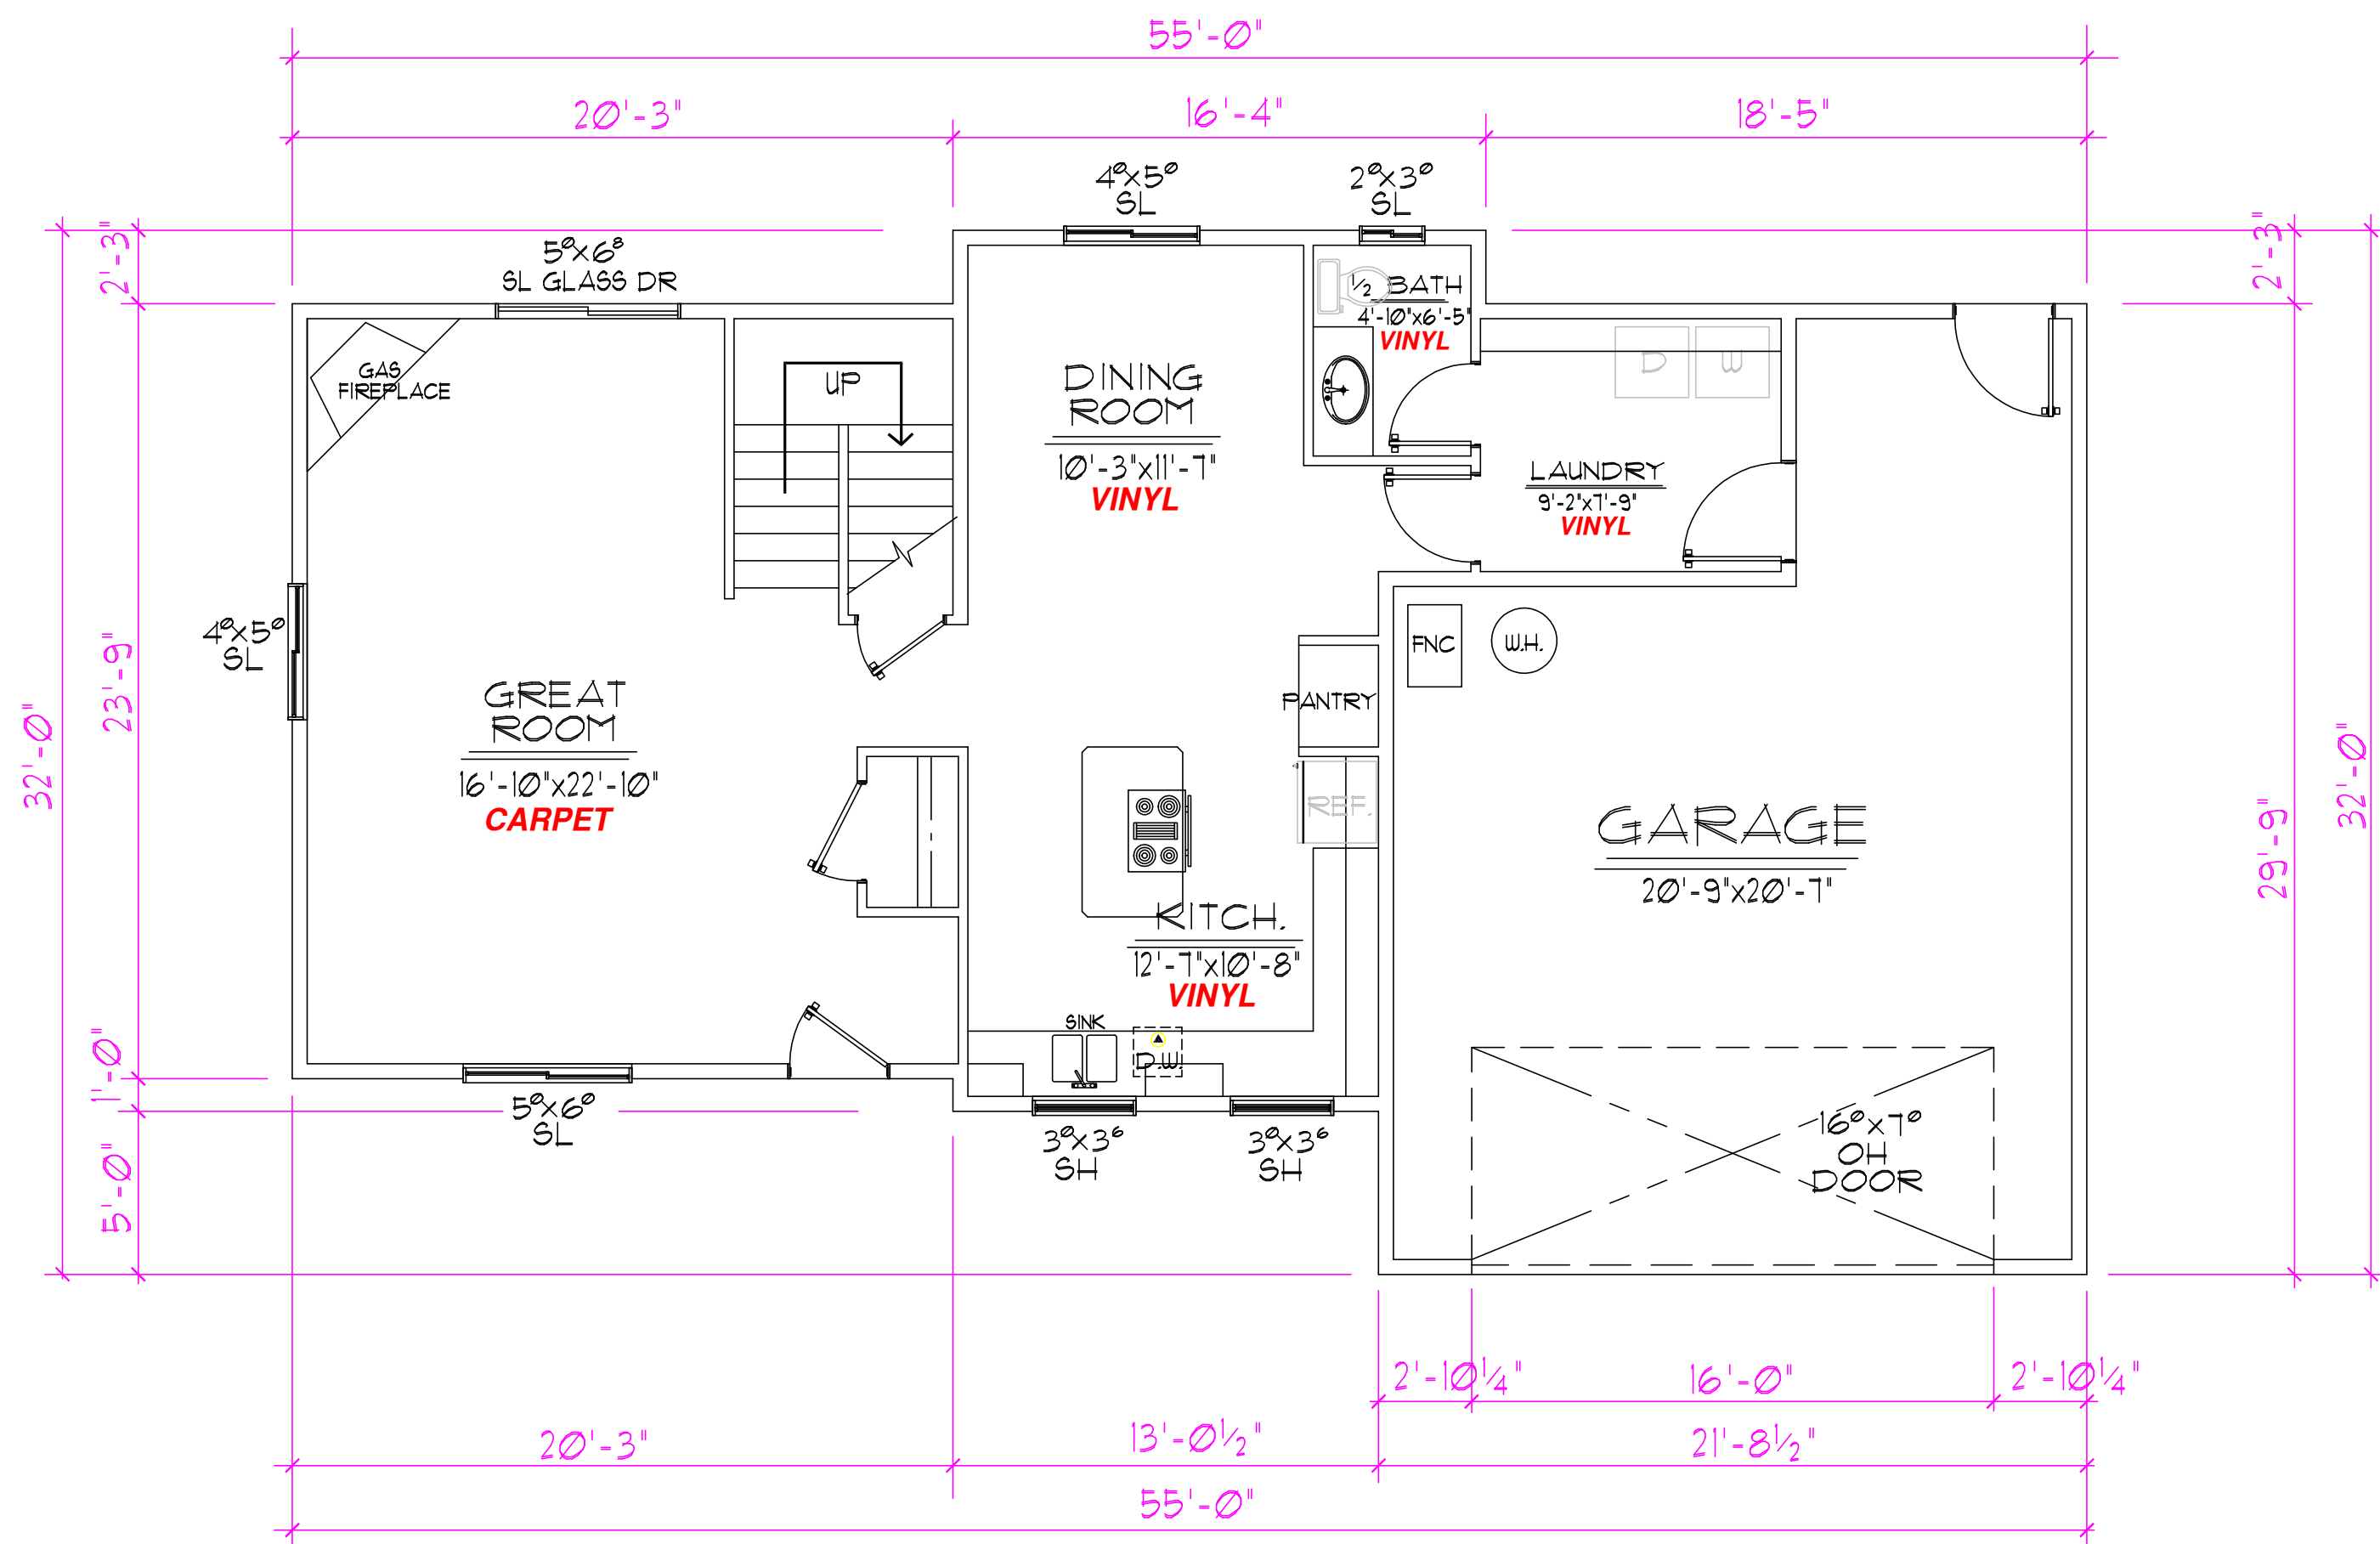 55'-0"
20'-3"
16'-4"
18'-5"
4⁰x5⁰
SL
2⁰x3⁰
SL
2'-3"
2'-3"
5⁰x6⁸
SL GLASS DR
½ BATH
4'-10"x6'-5"
VINYL
GAS
FIREPLACE
UP
DINING
ROOM
10'-3"x11'-7"
VINYL
D
W
LAUNDRY
9'-2"x7'-9"
VINYL
4⁰x5⁰
SL
23'-9"
32'-0"
FNC
W.H.
PANTRY
GREAT
ROOM
16'-10"x22'-10"
CARPET
REF.
GARAGE
20'-9"x20'-7"
29'-9"
32'-0"
KITCH.
12'-7"x10'-8"
VINYL
SINK
D.W.
1'-0"
5'-0"
5⁰x6⁰
SL
3⁰x3⁶
SH
3⁰x3⁶
SH
16⁰x7⁰
OH
DOOR
2'-10¼"
16'-0"
2'-10¼"
20'-3"
13'-0½"
21'-8½"
55'-0"